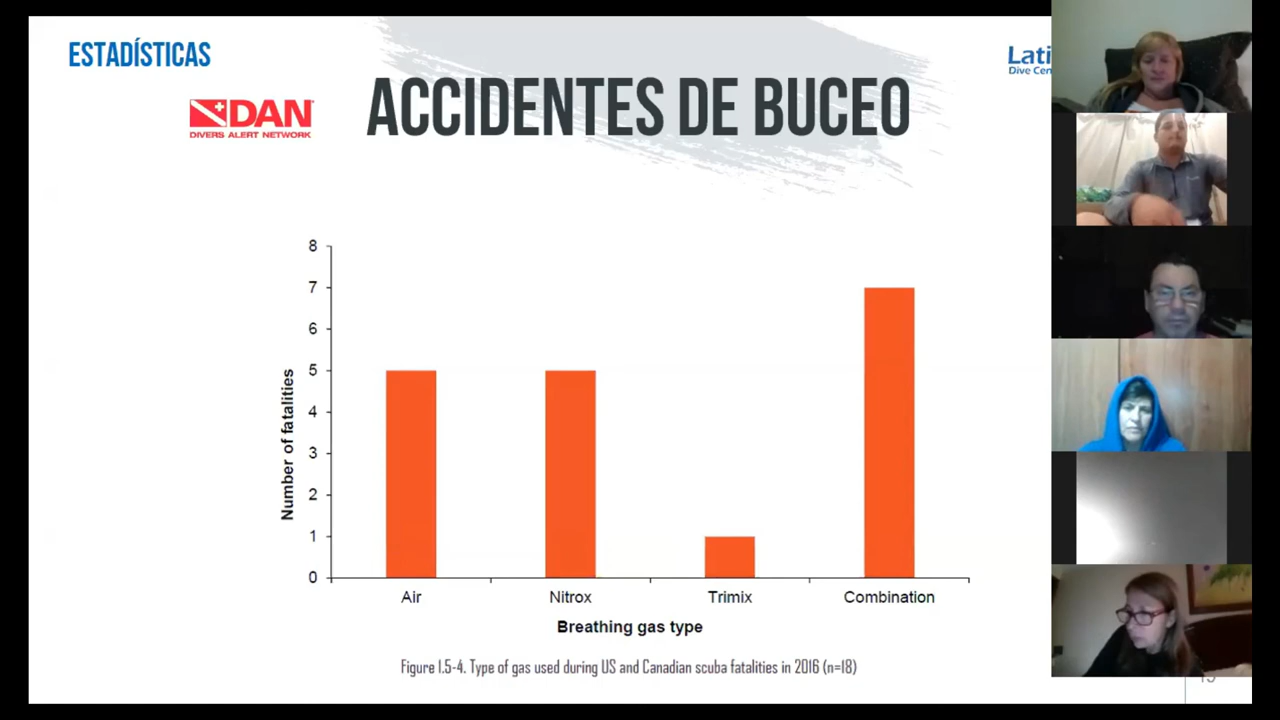 ESTADÍSTICAS
Lati
Dive Cen
DAN
DIVERS ALERT NETWORK
ACCIDENTES DE BUCEO
8
7
6
5
4
3
2
1
0
Number of fatalities
Air
Nitrox
Trimix
Combination
Breathing gas type
Figure 1.5-4. Type of gas used during US and Canadian scuba fatalities in 2016 (n=18)